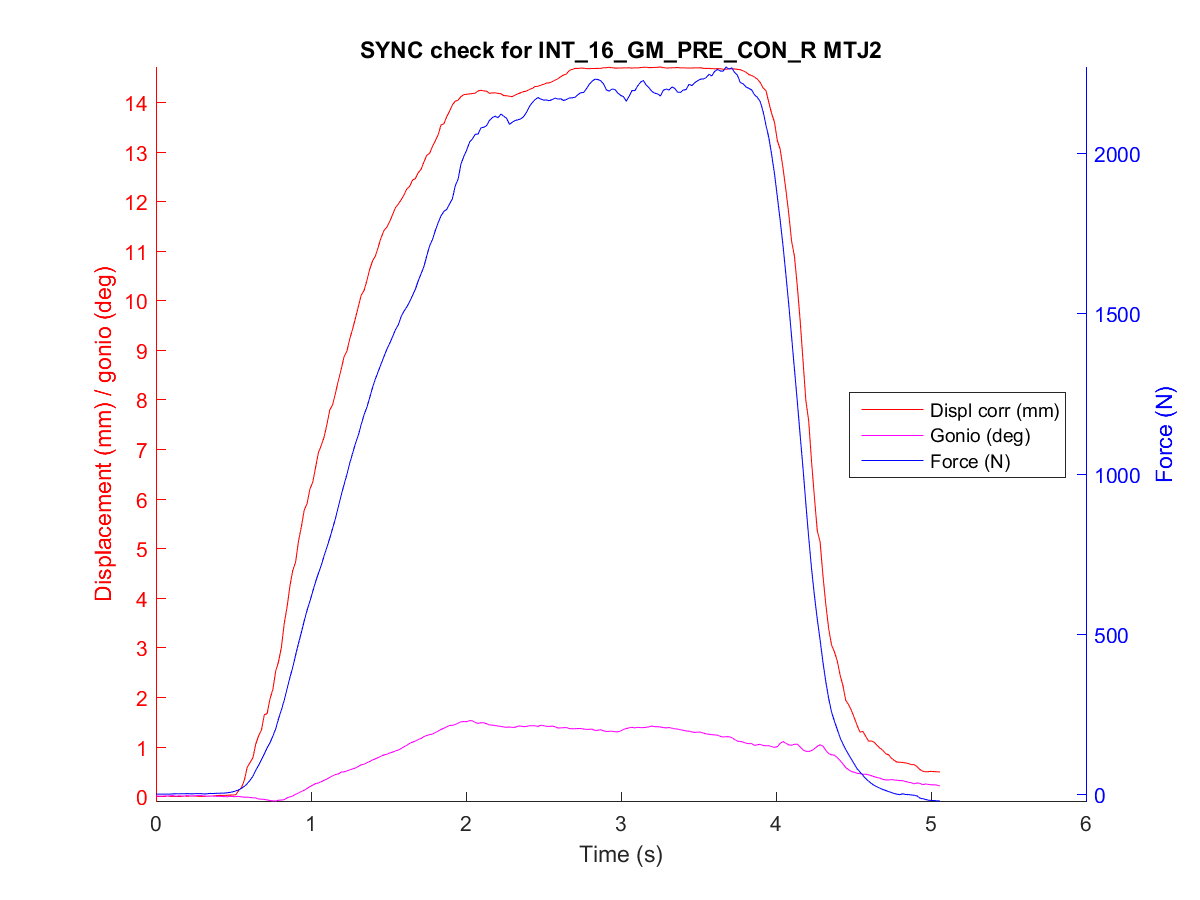 SYNC check for INT_16_GM_PRE_CON_R MTJ2
14
13
12
11
10
9
8
7
6
5
4
3
2
1
0
Displacement (mm) / gonio (deg)
2000
1500
1000
500
0
Force (N)
Displ corr (mm)
Gonio (deg)
Force (N)
0 1 2 3 4 5 6
Time (s)